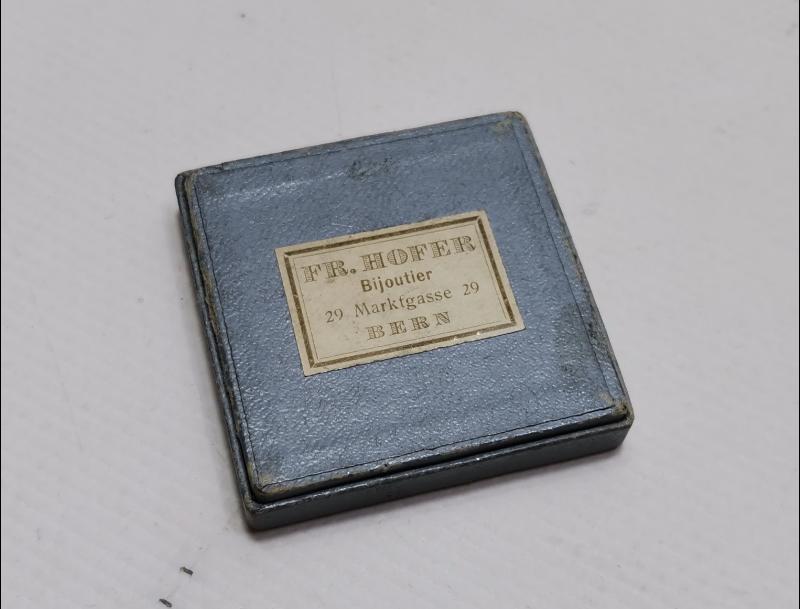 FR. HOFER
Bijoutier
29 Marktgasse 29
BERN